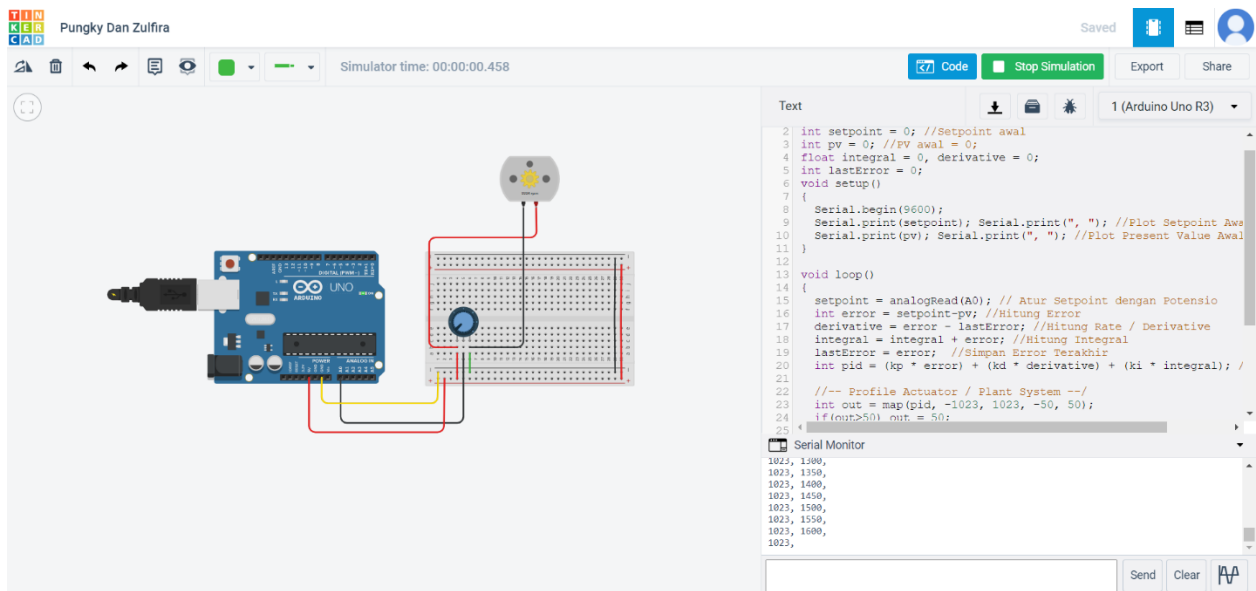 TIN
KER
CAD
Pungky Dan Zulfira
Saved
Simulator time: 00:00:00.458
Code
Stop Simulation
Export
Share
Text
1 (Arduino Uno R3)
2 int setpoint = 0; //Setpoint awal
3 int pv = 0; //PV awal = 0;
4 float integral = 0, derivative = 0;
5 int lastError = 0;
6 void setup()
7 {
8 Serial.begin(9600);
9 Serial.print(setpoint); Serial.print(", "); //Plot Setpoint Awa
10 Serial.print(pv); Serial.print(", "); //Plot Present Value Awal
11 }
12
13 void loop()
14 {
15 setpoint = analogRead(A0); // Atur Setpoint dengan Potensio
16 int error = setpoint-pv; //Hitung Error
17 derivative = error - lastError; //Hitung Rate / Derivative
18 integral = integral + error; //Hitung Integral
19 lastError = error; //Simpan Error Terakhir
20 int pid = (kp * error) + (kd * derivative) + (ki * integral); /
21
22 //-- Profile Actuator / Plant System --/
23 int out = map(pid, -1023, 1023, -50, 50);
24 if(out>50) out = 50;
25
Serial Monitor
1023, 1300,
1023, 1350,
1023, 1400,
1023, 1450,
1023, 1500,
1023, 1550,
1023, 1600,
1023,
Send
Clear
DIGITAL (PWM ~)
UNO
ARDUINO
POWER
ANALOG IN